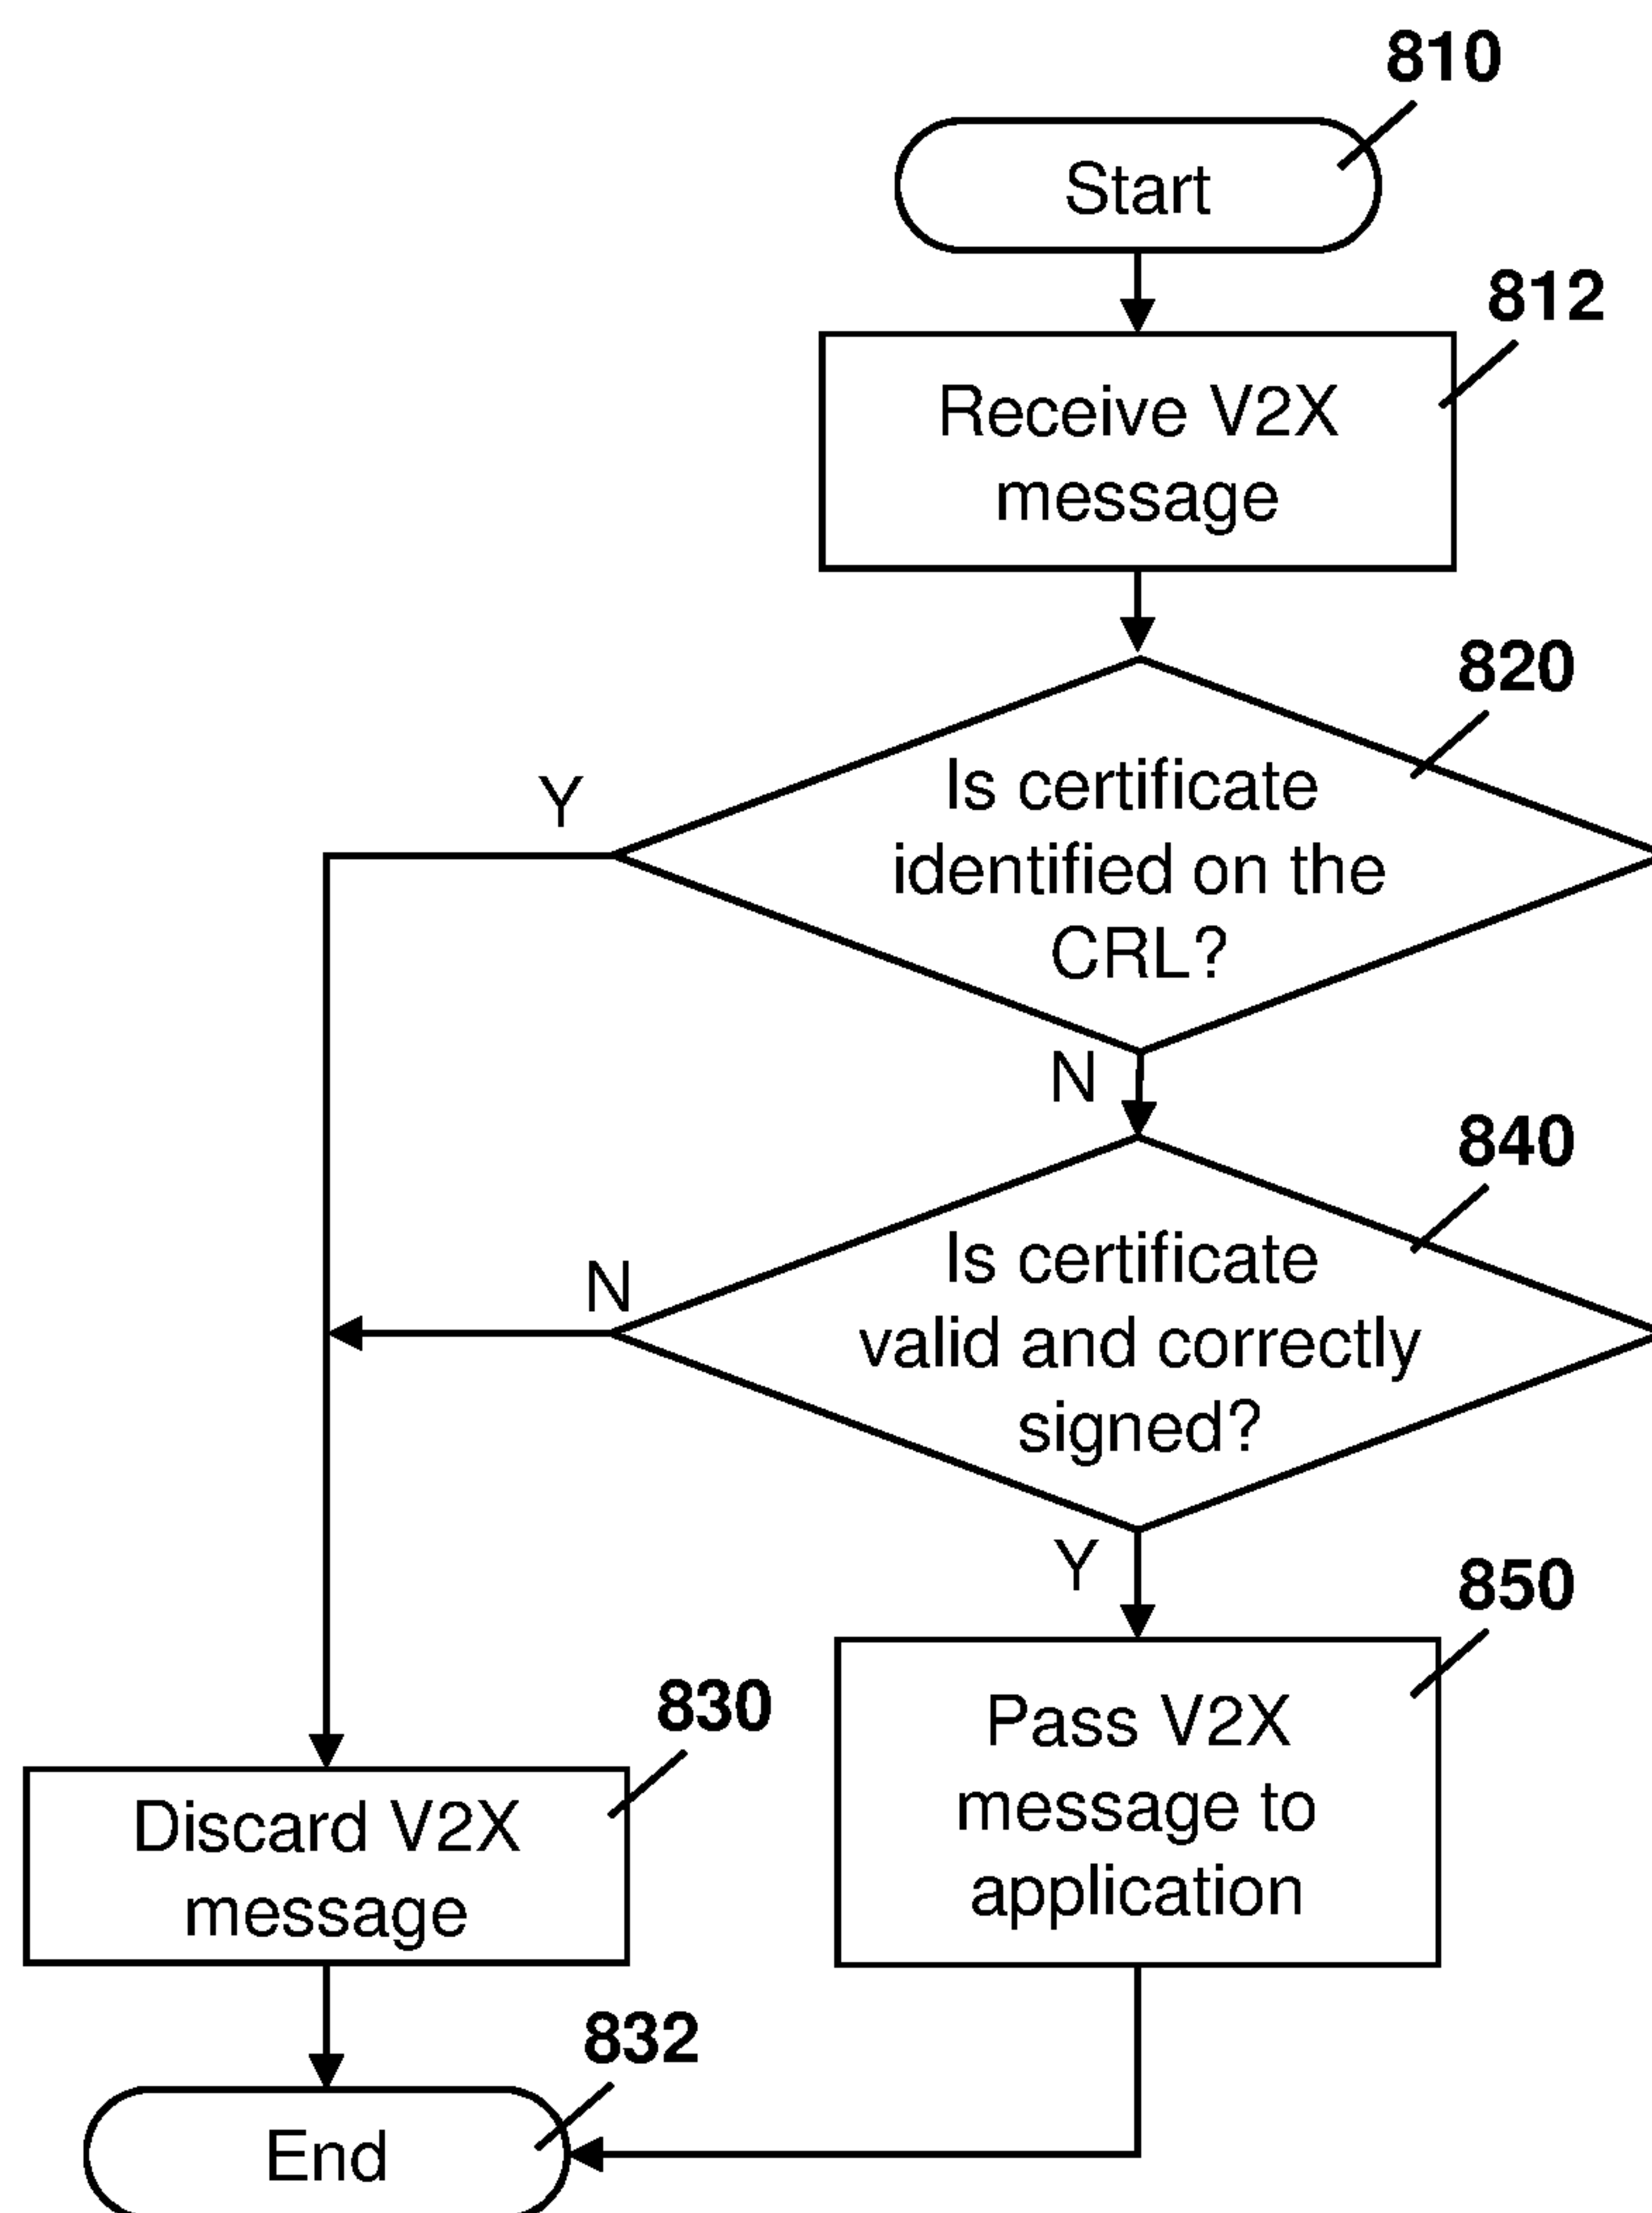 810
Start
812
Receive V2X
message
820
Is certificate
identified on the
CRL?
Y
N
840
Is certificate
valid and correctly
signed?
N
Y
850
Pass V2X
message to
application
830
Discard V2X
message
832
End